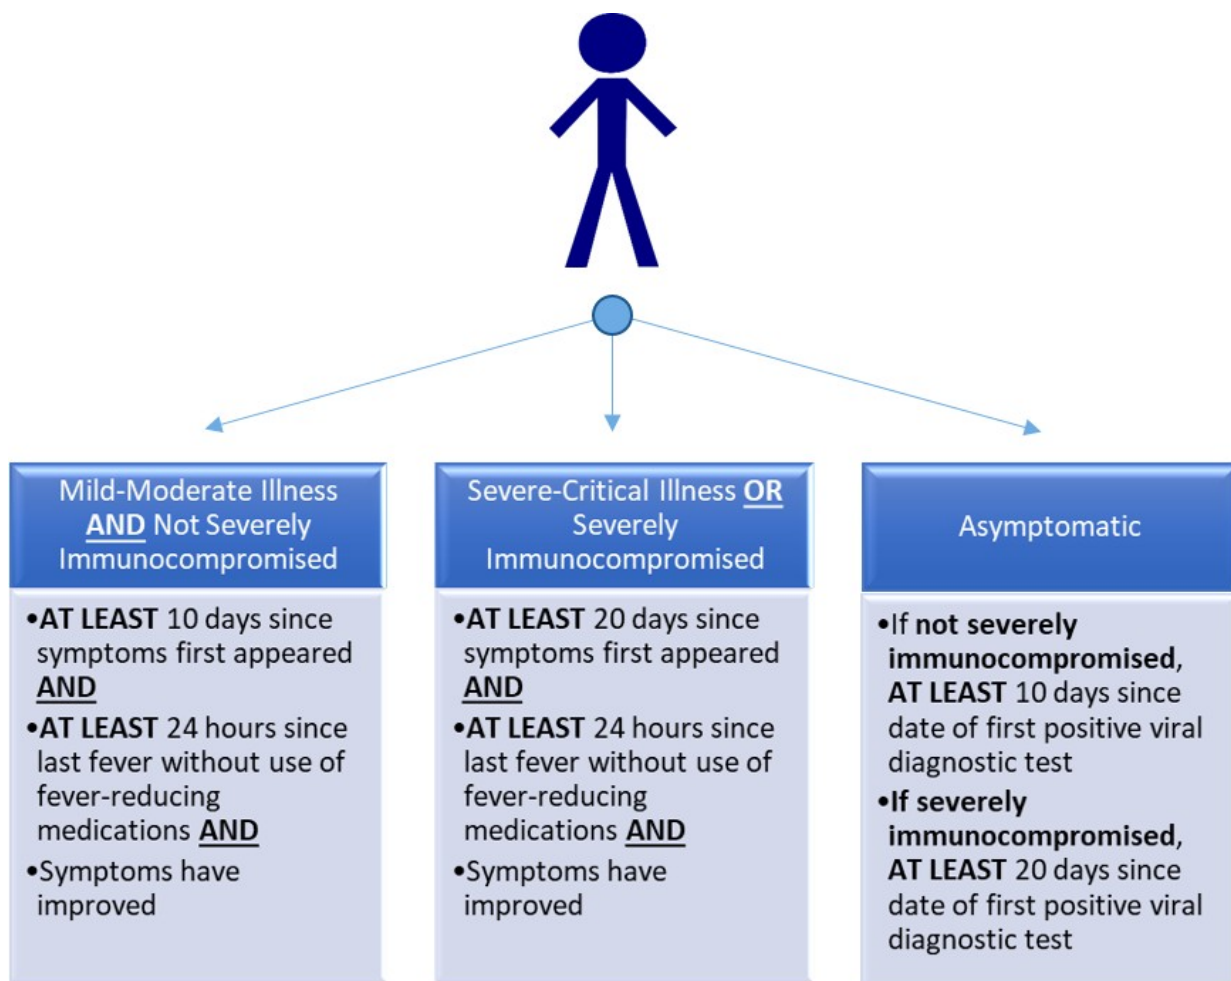 Mild-Moderate Illness
AND Not Severely
Immunocompromised
•AT LEAST 10 days since
symptoms first appeared
AND
•AT LEAST 24 hours since
last fever without use of
fever-reducing
medications AND
•Symptoms have
improved
Severe-Critical Illness OR
Severely
Immunocompromised
•AT LEAST 20 days since
symptoms first appeared
AND
•AT LEAST 24 hours since
last fever without use of
fever-reducing
medications AND
•Symptoms have
improved
Asymptomatic
•If not severely
immunocompromised,
AT LEAST 10 days since
date of first positive viral
diagnostic test
•If severely
immunocompromised,
AT LEAST 20 days since
date of first positive viral
diagnostic test